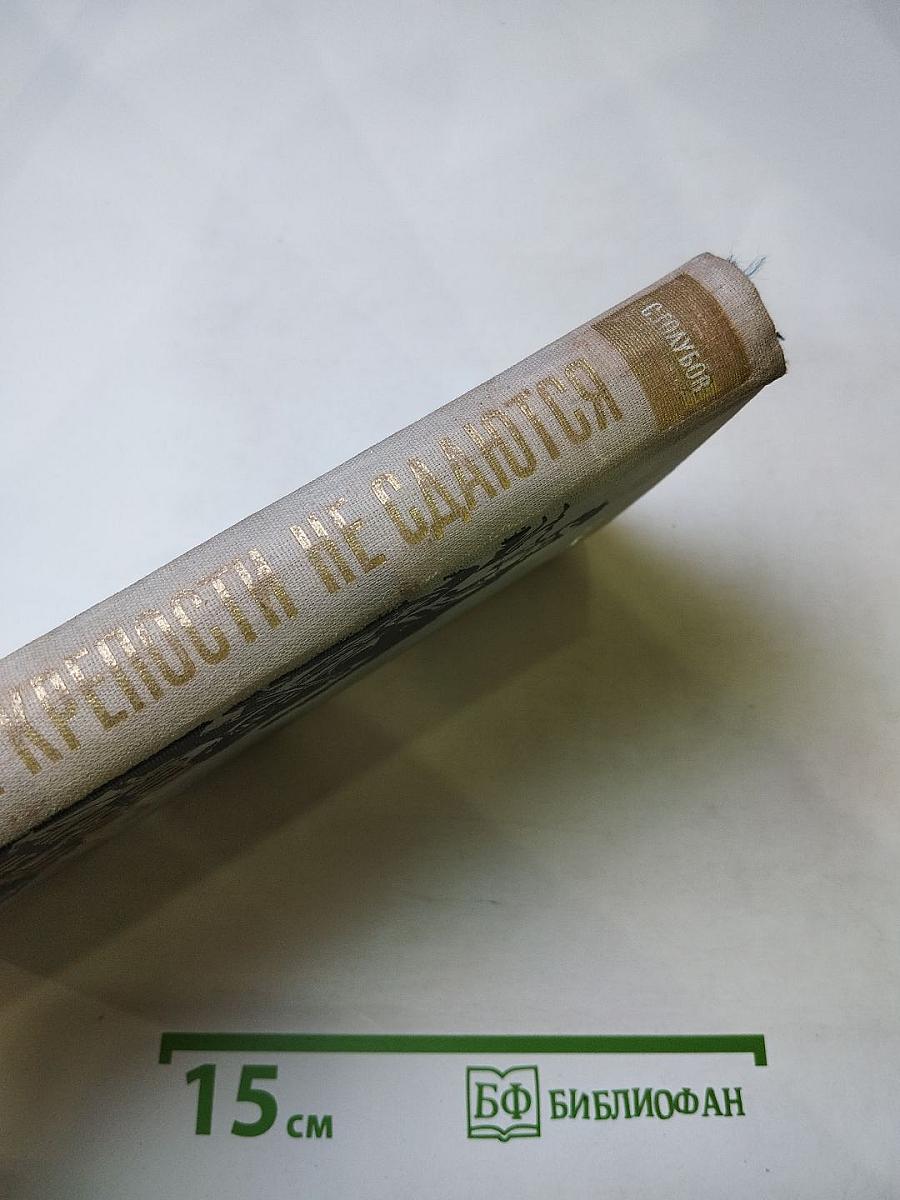 С.ГОЛУБОВ
КРЕПОСТИ НЕ СДАЮТСЯ
15 см
БФ БИБЛИОФАН